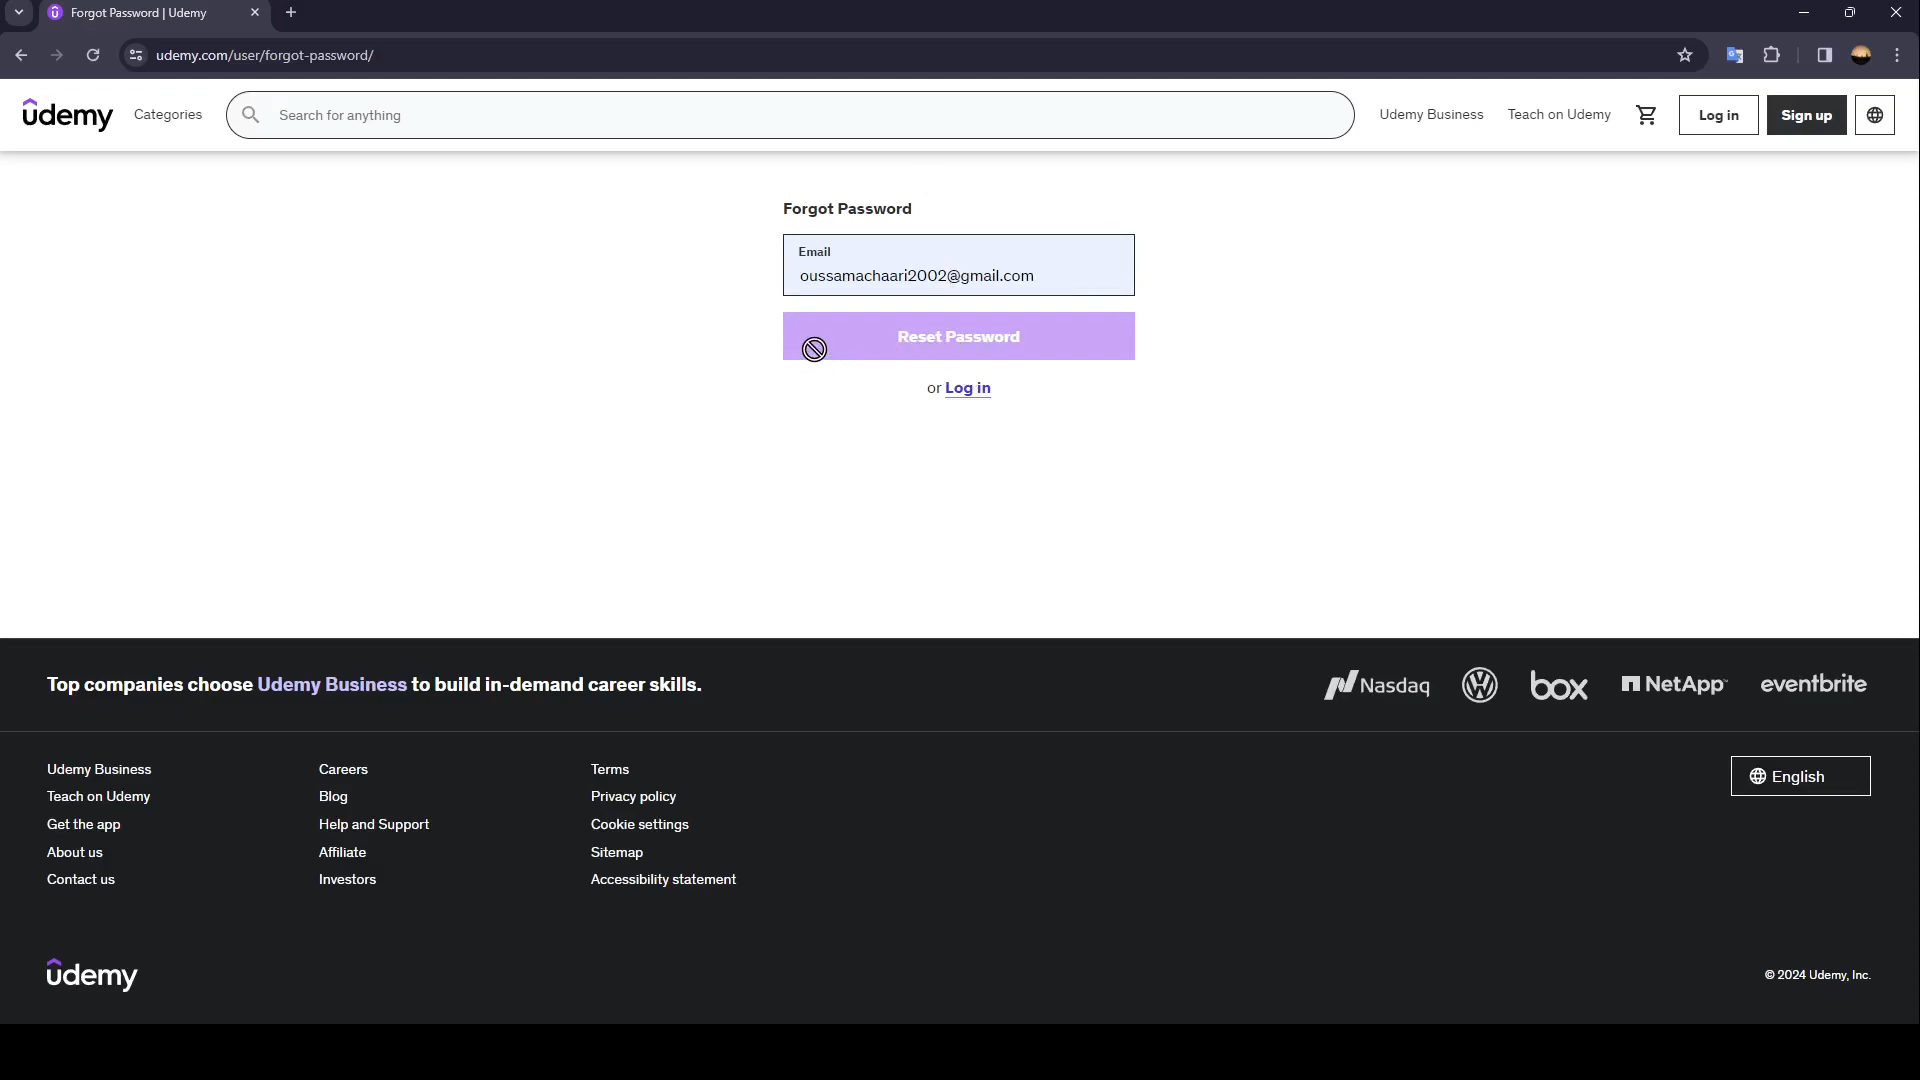 Forgot Password | Udemy
udemy.com/user/forgot-password/
udemy
Categories
Search for anything
Udemy Business
Teach on Udemy
Log in
Sign up
Forgot Password
Email
oussamachaari2002@gmail.com
Reset Password
or Log in
Top companies choose Udemy Business to build in-demand career skills.
Nasdaq
box
NetApp
eventbrite
Udemy Business
Teach on Udemy
Get the app
About us
Contact us
Careers
Blog
Help and Support
Affiliate
Investors
Terms
Privacy policy
Cookie settings
Sitemap
Accessibility statement
English
udemy
© 2024 Udemy, Inc.